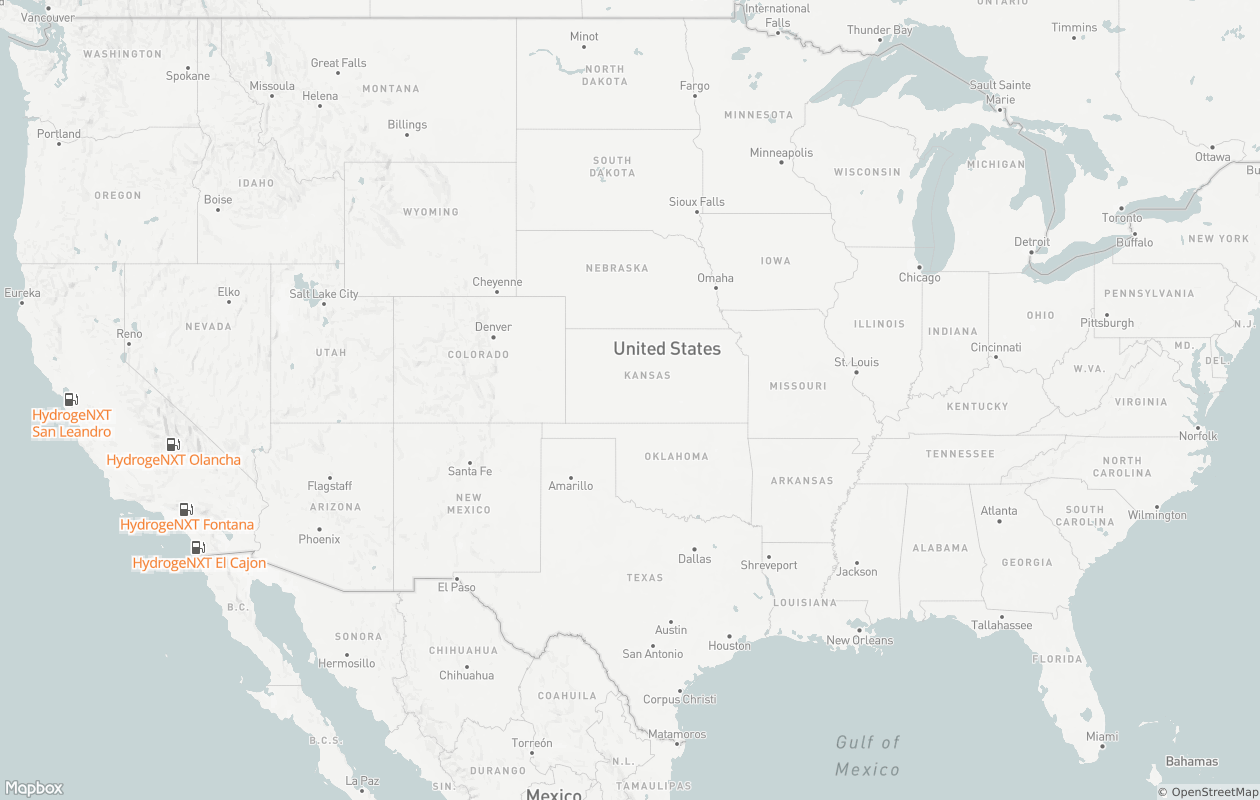 Vancouver
International
Falls
ONTARIO
Thunder Bay
Timmins
WASHINGTON
Spokane
Minot
Great Falls
NORTH
DAKOTA
Missoula
Helena
MONTANA
Fargo
Sault Sainte
Marie
MINNESOTA
Billings
Portland
Minneapolis
Ottawa
SOUTH
DAKOTA
WISCONSIN
MICHIGAN
Bu
IDAHO
OREGON
Boise
WYOMING
Sioux Falls
Toronto
Detroit
Buffalo
NEW YORK
IOWA
NEBRASKA
Omaha
Chicago
Eureka
Elko
Salt Lake City
Cheyenne
PENNSYLVANIA
Reno
NEVADA
Denver
ILLINOIS
INDIANA
OHIO
Pittsburgh
N.J.
UTAH
COLORADO
United States
Cincinnati
MD.
DEL.
KANSAS
St. Louis
W.VA.
MISSOURI
HydrogeNXT
San Leandro
KENTUCKY
VIRGINIA
Norfolk
HydrogeNXT Olancha
Santa Fe
OKLAHOMA
TENNESSEE
NORTH
CAROLINA
Flagstaff
Amarillo
ARKANSAS
ARIZONA
NEW
MEXICO
Atlanta
SOUTH
CAROLINA
Wilmington
HydrogeNXT Fontana
Phoenix
ALABAMA
HydrogeNXT El Cajon
Dallas
Shreveport
Jackson
GEORGIA
El Paso
TEXAS
B.C.
LOUISIANA
Tallahassee
SONORA
Austin
Houston
New Orleans
CHIHUAHUA
San Antonio
Hermosillo
FLORIDA
Chihuahua
COAHUILA
Corpus Christi
B.C.S.
Torreón
Matamoros
Gulf of
Mexico
Miami
N.L.
Bahamas
DURANGO
La Paz
SIN.
TAMAULIPAS
Mexico
Mapbox
© OpenStreetMap